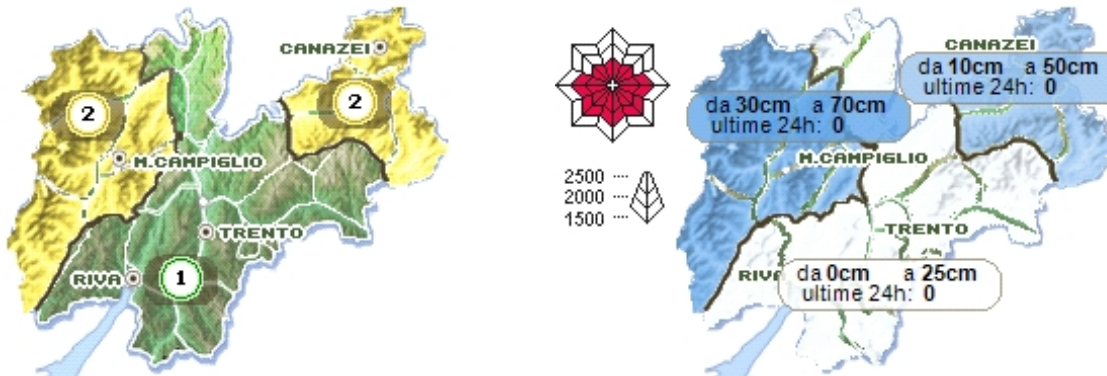 CANAZEI
2
2
M.CAMPIGLIO
TRENTO
RIVA
1
2500
2000
1500
CANAZEI
da 10cm a 50cm
ultime 24h: 0
da 30cm a 70cm
ultime 24h: 0
M.CAMPIGLIO
TRENTO
RIVA
da 0cm a 25cm
ultime 24h: 0